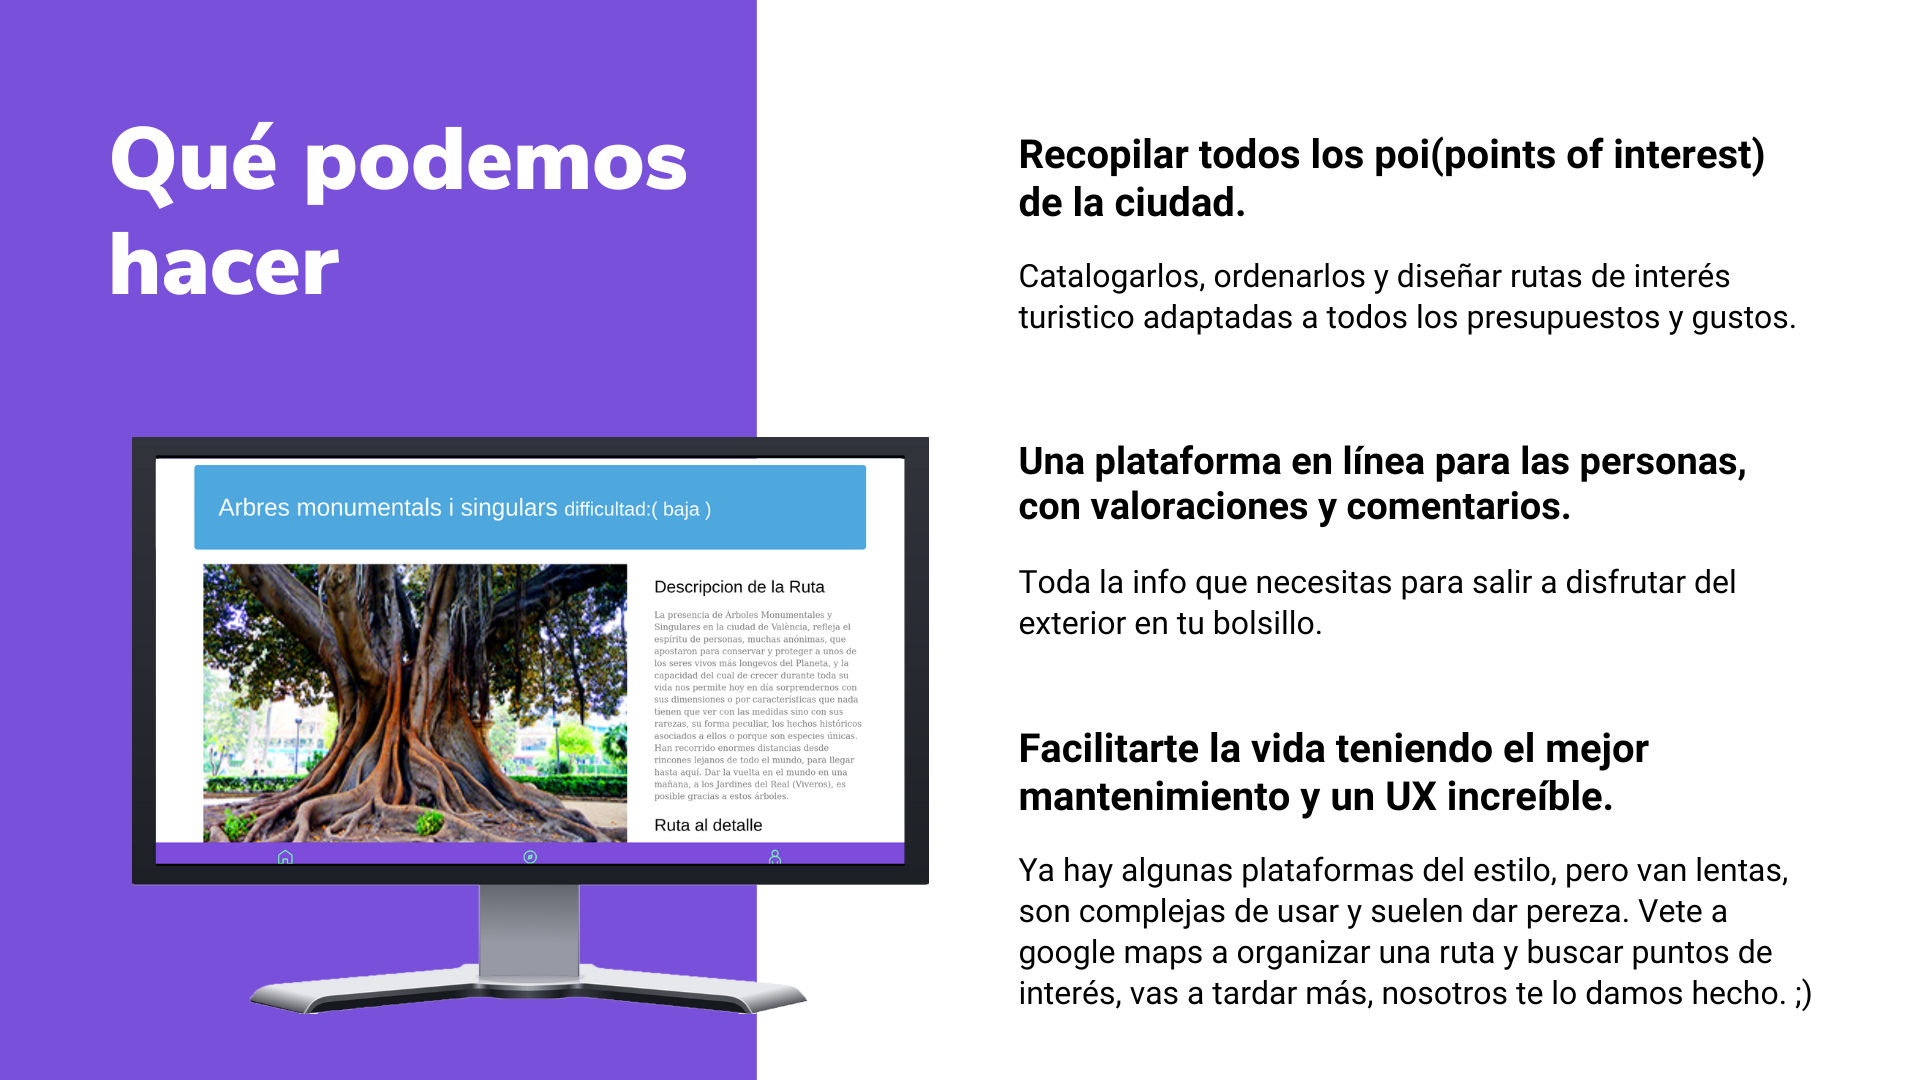 Qué podemos
hacer
Arbres monumentals i singulars difficultad:( baja )
Descripcion de la Ruta
La presencia de Árboles Monumentales y
Singulares en la ciudad de València, refleja el
espíritu de personas, muchas anónimas, que
apostaron para conservar y proteger a unos de
los seres vivos más longevos del Planeta, y la
capacidad del cual de crecer durante toda su
vida nos permite hoy en día sorprendernos con
sus dimensiones o por características que nada
tienen que ver con las medidas sino con sus
rarezas, su forma peculiar, los hechos históricos
asociados a ellos o porque son especies únicas.
Han recorrido enormes distancias desde
rincones lejanos de todo el mundo, para llegar
hasta aquí. Dar la vuelta en el mundo en una
mañana, a los Jardines del Real (Viveros), es
posible gracias a estos árboles.
Ruta al detalle
Recopilar todos los poi(points of interest)
de la ciudad.
Catalogarlos, ordenarlos y diseñar rutas de interés
turistico adaptadas a todos los presupuestos y gustos.
Una plataforma en línea para las personas,
con valoraciones y comentarios.
Toda la info que necesitas para salir a disfrutar del
exterior en tu bolsillo.
Facilitarte la vida teniendo el mejor
mantenimiento y un UX increíble.
Ya hay algunas plataformas del estilo, pero van lentas,
son complejas de usar y suelen dar pereza. Vete a
google maps a organizar una ruta y buscar puntos de
interés, vas a tardar más, nosotros te lo damos hecho. ;)